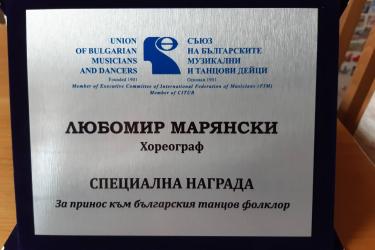 UNION
OF BULGARIAN
MUSICIANS
AND DANCERS
Founded 1901
СЪЮЗ
НА БЪЛГАРСКИТЕ
МУЗИКАЛНИ
И ТАНЦОВИ ДЕЙЦИ
Основан 1901
Member of Executive Committee of International Federation of Musicians (FIM)
Member of CITUB
ЛЮБОМИР МАРЯНСКИ
Хореограф
СПЕЦИАЛНА НАГРАДА
За принос към българския танцов фолклор